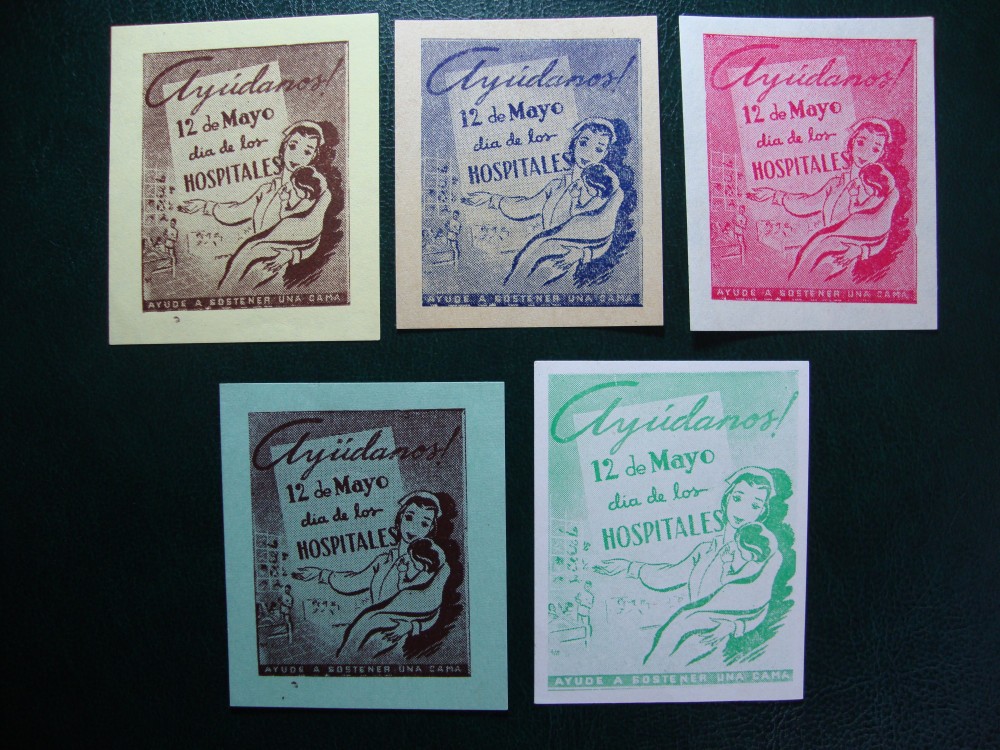 Ayúdanos!
12 de Mayo
dia de los
HOSPITALES
AYUDE A SOSTENER UNA CAMA
Ayúdanos!
12 de Mayo
dia de los
HOSPITALES
AYUDE A SOSTENER UNA CAMA
Ayúdanos!
12 de Mayo
dia de los
HOSPITALES
AYUDE A SOSTENER UNA CAMA
Ayúdanos!
12 de Mayo
dia de los
HOSPITALES
AYUDE A SOSTENER UNA CAMA
Ayúdanos!
12 de Mayo
dia de los
HOSPITALES
AYUDE A SOSTENER UNA CAMA